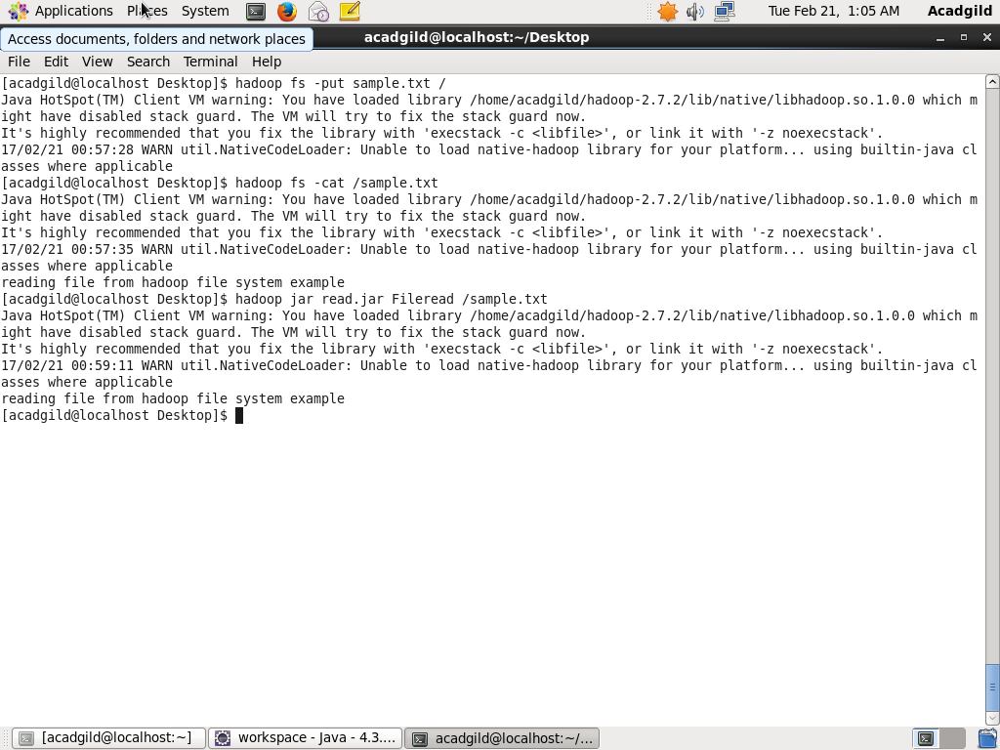 Applications Places System Tue Feb 21, 1:05 AM Acadgild
Access documents, folders and network places
acadgild@localhost:~/Desktop
File Edit View Search Terminal Help
[acadgild@localhost Desktop]$ hadoop fs -put sample.txt /
Java HotSpot(TM) Client VM warning: You have loaded library /home/acadgild/hadoop-2.7.2/lib/native/libhadoop.so.1.0.0 which m
ight have disabled stack guard. The VM will try to fix the stack guard now.
It's highly recommended that you fix the library with 'execstack -c <libfile>', or link it with '-z noexecstack'.
17/02/21 00:57:28 WARN util.NativeCodeLoader: Unable to load native-hadoop library for your platform... using builtin-java cl
asses where applicable
[acadgild@localhost Desktop]$ hadoop fs -cat /sample.txt
Java HotSpot(TM) Client VM warning: You have loaded library /home/acadgild/hadoop-2.7.2/lib/native/libhadoop.so.1.0.0 which m
ight have disabled stack guard. The VM will try to fix the stack guard now.
It's highly recommended that you fix the library with 'execstack -c <libfile>', or link it with '-z noexecstack'.
17/02/21 00:57:35 WARN util.NativeCodeLoader: Unable to load native-hadoop library for your platform... using builtin-java cl
asses where applicable
reading file from hadoop file system example
[acadgild@localhost Desktop]$ hadoop jar read.jar Fileread /sample.txt
Java HotSpot(TM) Client VM warning: You have loaded library /home/acadgild/hadoop-2.7.2/lib/native/libhadoop.so.1.0.0 which m
ight have disabled stack guard. The VM will try to fix the stack guard now.
It's highly recommended that you fix the library with 'execstack -c <libfile>', or link it with '-z noexecstack'.
17/02/21 00:59:11 WARN util.NativeCodeLoader: Unable to load native-hadoop library for your platform... using builtin-java cl
asses where applicable
reading file from hadoop file system example
[acadgild@localhost Desktop]$
[acadgild@localhost:~] workspace - Java - 4.3.... acadgild@localhost:~/...